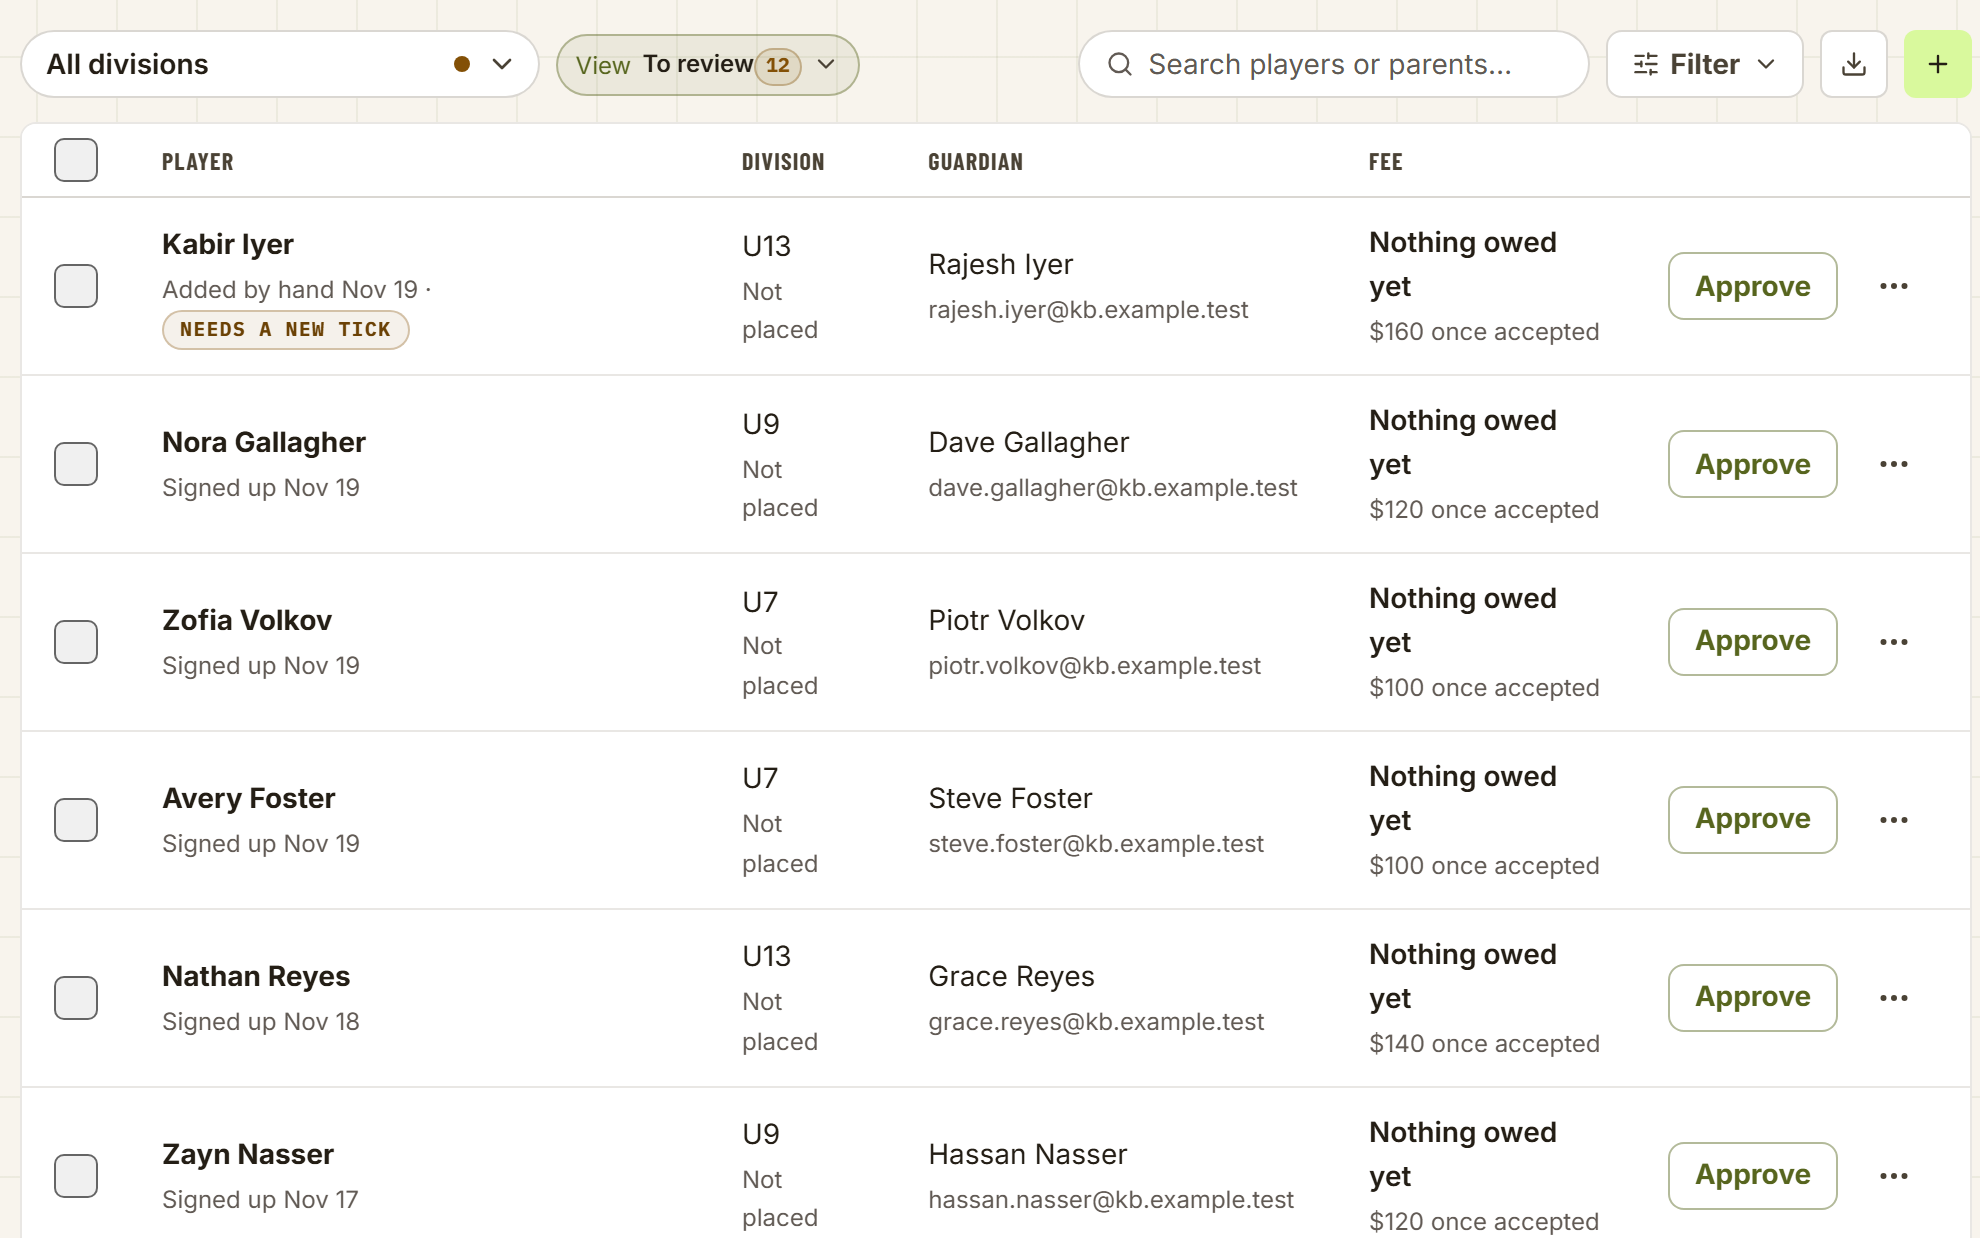 All divisions
View To review 12
Search players or parents...
Filter
PLAYER DIVISION GUARDIAN FEE
Kabir Iyer
Added by hand Nov 19 ·
NEEDS A NEW TICK
U13
Not
placed
Rajesh Iyer
rajesh.iyer@kb.example.test
Nothing owed
yet
$160 once accepted
Approve
Nora Gallagher
Signed up Nov 19
U9
Not
placed
Dave Gallagher
dave.gallagher@kb.example.test
Nothing owed
yet
$120 once accepted
Approve
Zofia Volkov
Signed up Nov 19
U7
Not
placed
Piotr Volkov
piotr.volkov@kb.example.test
Nothing owed
yet
$100 once accepted
Approve
Avery Foster
Signed up Nov 19
U7
Not
placed
Steve Foster
steve.foster@kb.example.test
Nothing owed
yet
$100 once accepted
Approve
Nathan Reyes
Signed up Nov 18
U13
Not
placed
Grace Reyes
grace.reyes@kb.example.test
Nothing owed
yet
$140 once accepted
Approve
Zayn Nasser
Signed up Nov 17
U9
Not
placed
Hassan Nasser
hassan.nasser@kb.example.test
Nothing owed
yet
$120 once accepted
Approve